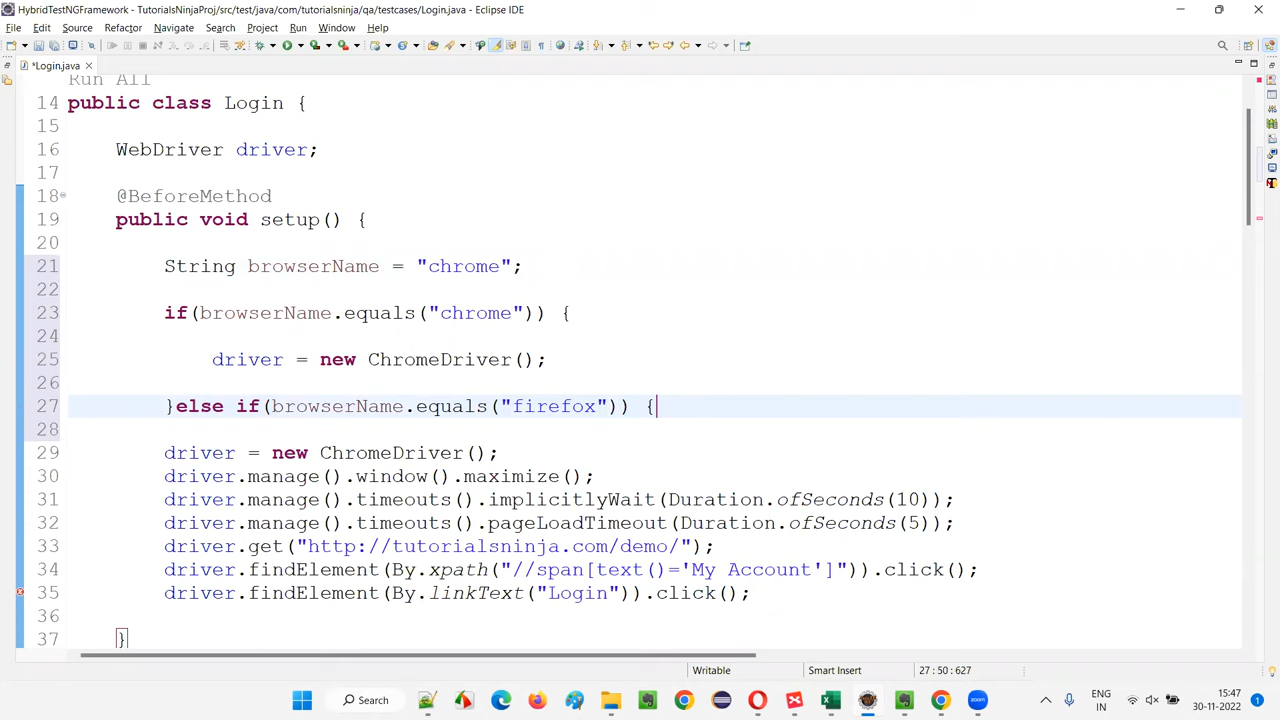 HybridTestNGFramework - TutorialsNinjaProj/src/test/java/com/tutorialsninja/qa/testcases/Login.java - Eclipse IDE
File Edit Source Refactor Navigate Search Project Run Window Help
*Login.java
Run All
14 public class Login {
15
16 WebDriver driver;
17
18 @BeforeMethod
19 public void setup() {
20
21 String browserName = "chrome";
22
23 if(browserName.equals("chrome")) {
24
25 driver = new ChromeDriver();
26
27 }else if(browserName.equals("firefox")) {
28
29 driver = new ChromeDriver();
30 driver.manage().window().maximize();
31 driver.manage().timeouts().implicitlyWait(Duration.ofSeconds(10));
32 driver.manage().timeouts().pageLoadTimeout(Duration.ofSeconds(5));
33 driver.get("http://tutorialsninja.com/demo/");
34 driver.findElement(By.xpath("//span[text()='My Account']")).click();
35 driver.findElement(By.linkText("Login")).click();
36
37 }
Writable Smart Insert 27 : 50 : 627
Search zoom ENG IN 15:47 30-11-2022 1